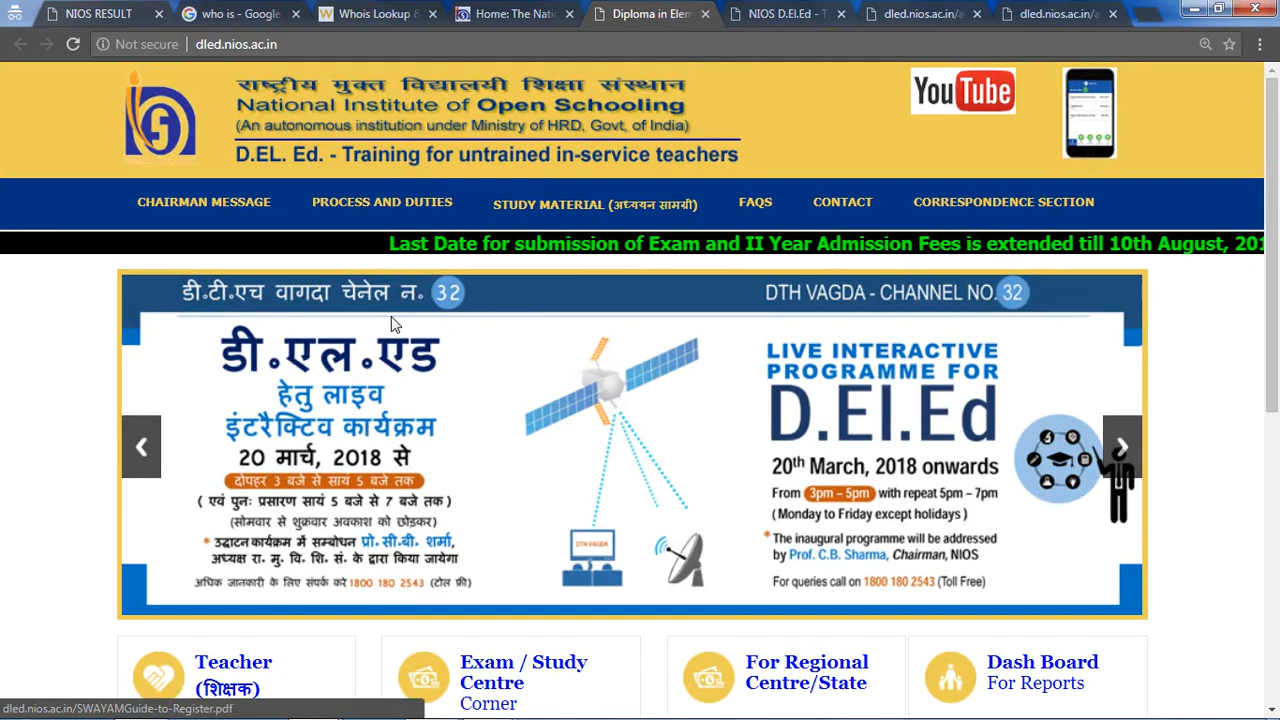 NIOS RESULT
who is - Google
Whois Lookup &
Home: The Nati
Diploma in Elem
NIOS D.El.Ed - T
dled.nios.ac.in/a
dled.nios.ac.in/a
Not secure
dled.nios.ac.in
राष्ट्रीय मुक्त विद्यालयी शिक्षा संस्थान
National Institute of Open Schooling
(An autonomous institution under Ministry of HRD, Govt, of India)
D.EL. Ed. - Training for untrained in-service teachers
You Tube
CHAIRMAN MESSAGE
PROCESS AND DUTIES
STUDY MATERIAL (अध्ययन सामग्री)
FAQS
CONTACT
CORRESPONDENCE SECTION
Last Date for submission of Exam and II Year Admission Fees is extended till 10th August, 201
डी॰टी॰एच वागदा चेनेल न॰ 32
DTH VAGDA - CHANNEL NO. 32
डी॰एल॰एड
हेतु लाइव
इंटरैक्टिव कार्यक्रम
20 मार्च, 2018 से
दोपहर 3 बजे से सायं 5 बजे तक
( एवं पुनः प्रसारण सायं 5 बजे से 7 बजे तक )
(सोमवार से शुक्रवार अवकाश को छोड़कर)
* उद्घाटन कार्यक्रम में सम्बोधन प्रो॰सी॰बी॰ शर्मा,
अध्यक्ष रा॰ मु॰ वि॰ शि॰ सं॰ के द्वारा किया जायेगा
अधिक जानकारी के लिए संपर्क करे 1800 180 2543 (टोल फ्री)
DTH VAGDA
LIVE INTERACTIVE
PROGRAMME FOR
D.El.Ed
20th March, 2018 onwards
From 3pm – 5pm with repeat 5pm – 7pm
( Monday to Friday except holidays )
* The inaugural programme will be addressed
by Prof. C.B. Sharma, Chairman, NIOS
For queries call on 1800 180 2543 (Toll Free)
Teacher
(शिक्षक)
Exam / Study
Centre
Corner
For Regional
Centre/State
Dash Board
For Reports
dled.nios.ac.in/SWAYAMGuide-to-Register.pdf